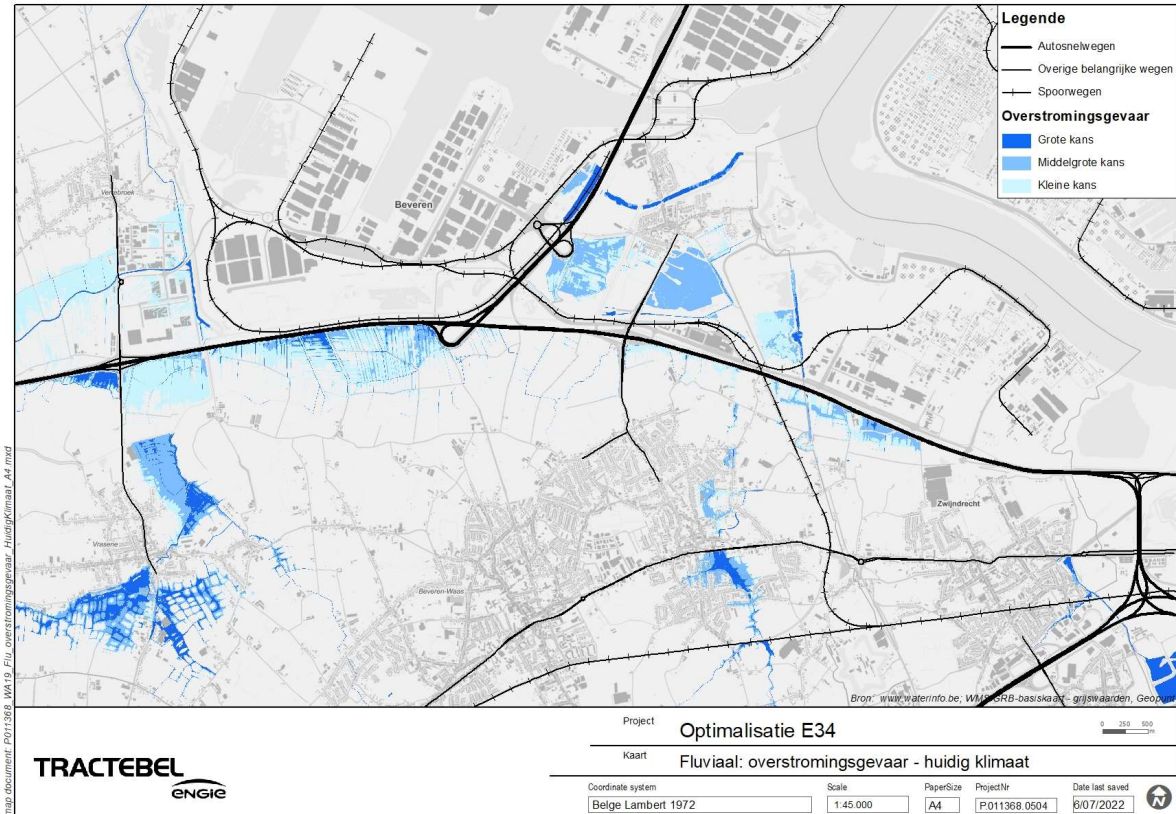 Legende
Autosnelwegen
Overige belangrijke wegen
Spoorwegen
Overstromingsgevaar
Grote kans
Middelgrote kans
Kleine kans
Verrebroek
Beveren
Vrasene
Beveren-Waas
Zwijndrecht
Bron: www.waterinfo.be; WMS GRB-basiskaart - grijswaarden, Geopunt
map document: P011368_WA19_Flu_overstromingsgevaar_HuidigKlimaat_A4.mxd
TRACTEBEL
ENGIE
Project Optimalisatie E34
0 250 500
m
Kaart Fluviaal: overstromingsgevaar - huidig klimaat
Coordinate system Scale PaperSize ProjectNr Date last saved
Belge Lambert 1972 1:45.000 A4 P.011368.0504 6/07/2022
N